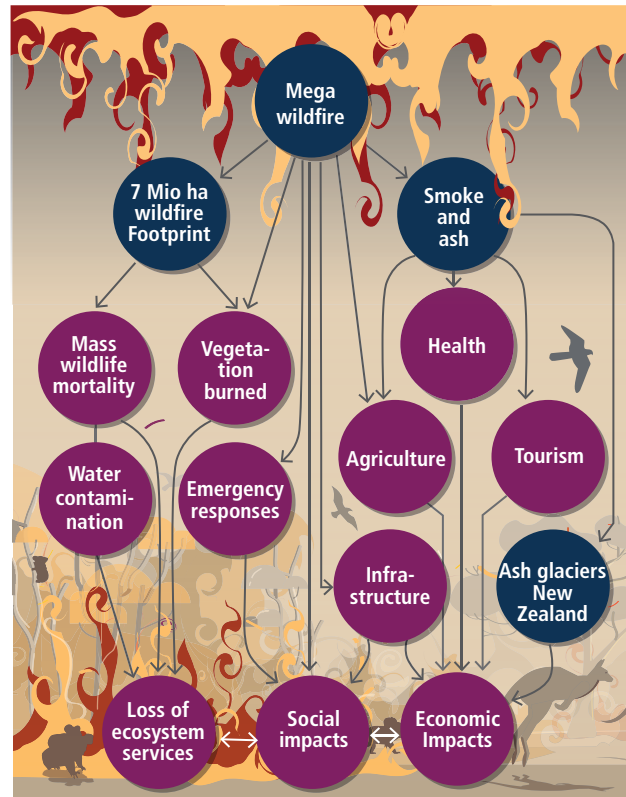 Mega
wildfire
7 Mio ha
wildfire
Footprint
Smoke
and
ash
Mass
wildlife
mortality
Vegeta-
tion
burned
Health
Agriculture
Tourism
Water
contami-
nation
Emergency
responses
Infra-
structure
Ash glaciers
New
Zealand
Loss of
ecosystem
services
Social
impacts
Economic
Impacts